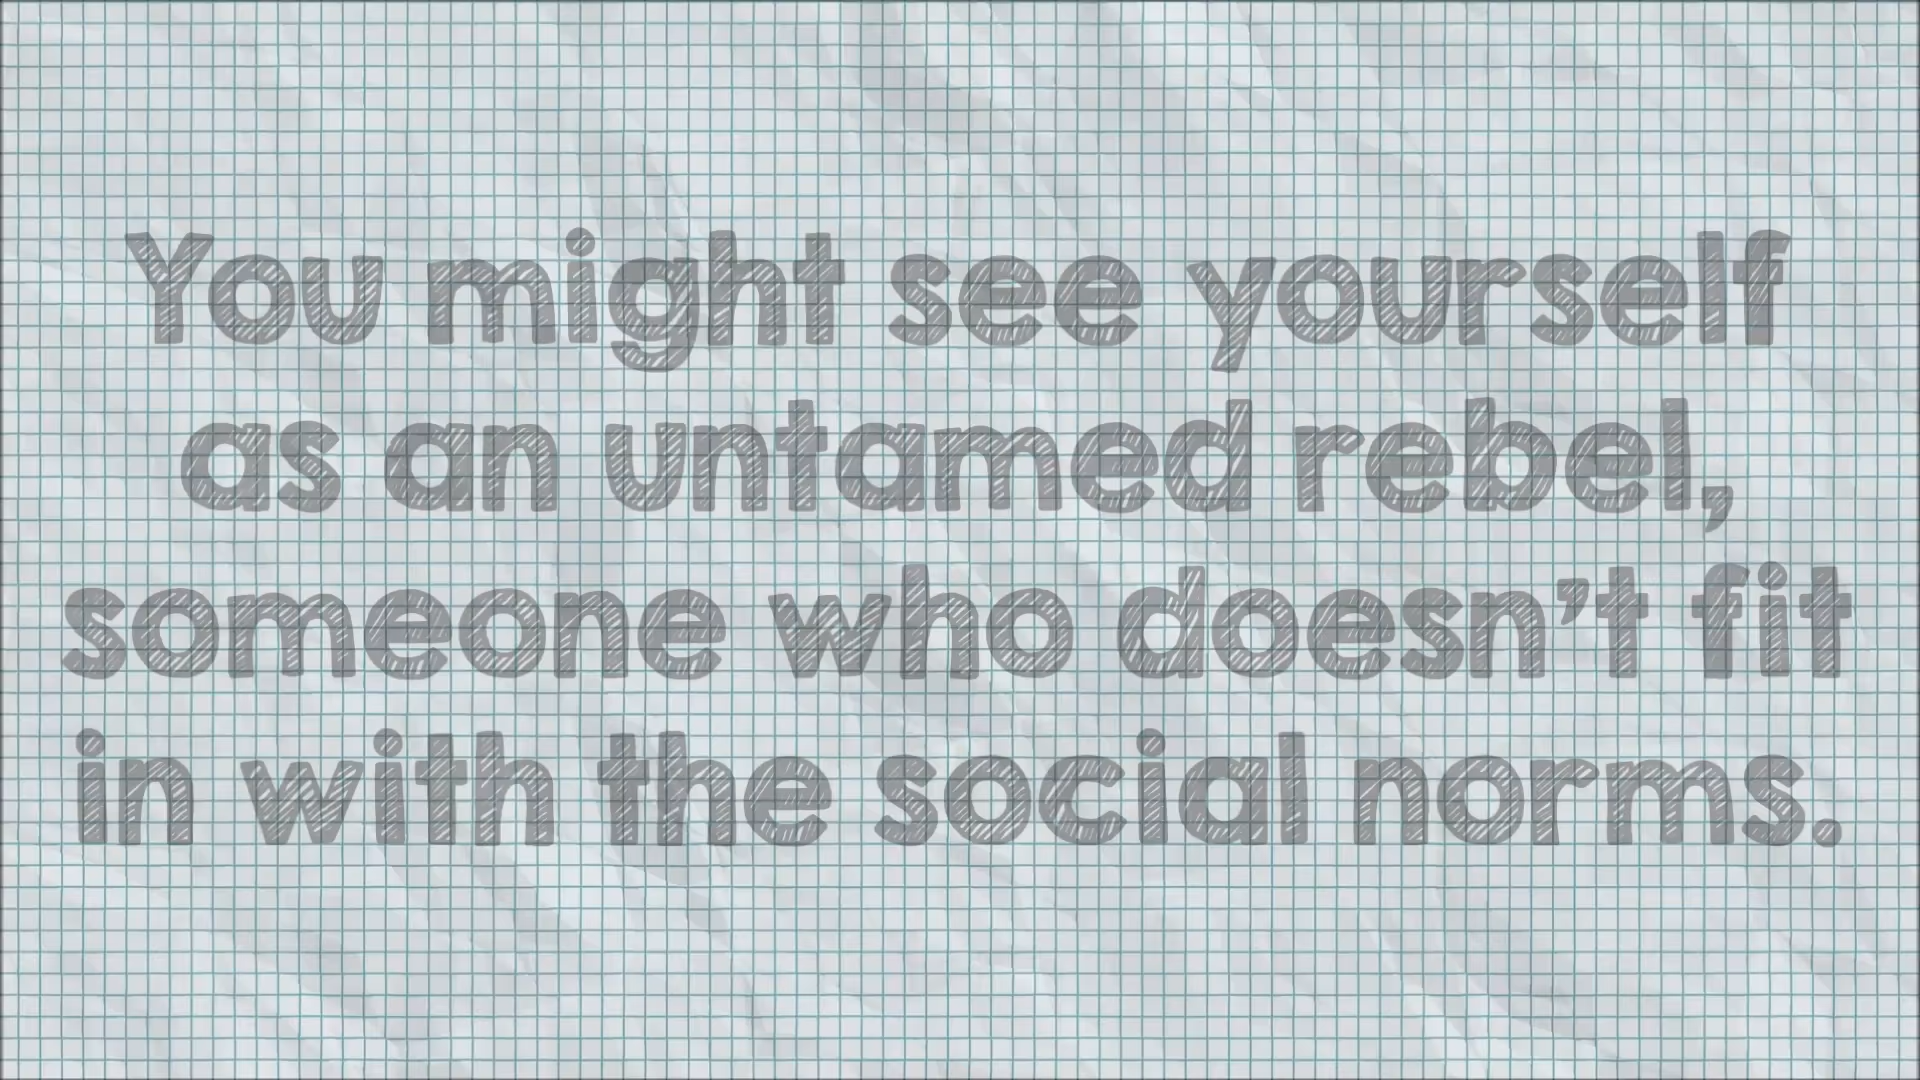 You might see yourself
as an untamed rebel,
someone who doesn’t fit
in with the social norms.